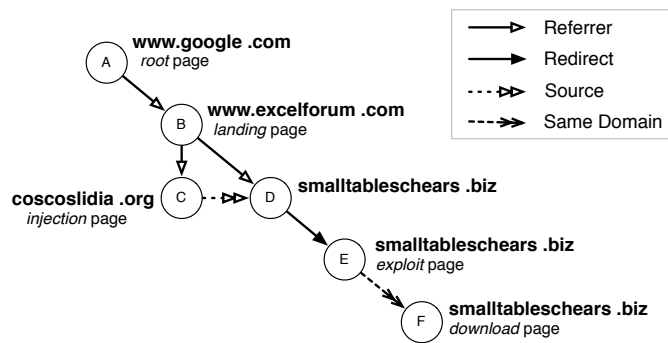 www.google .com
A
root page
Referrer
Redirect
Source
Same Domain
www.excelforum .com
B
landing page
coscoslidia .org
injection page
C
D
smalltableschears .biz
smalltableschears .biz
E
exploit page
smalltableschears .biz
F
download page